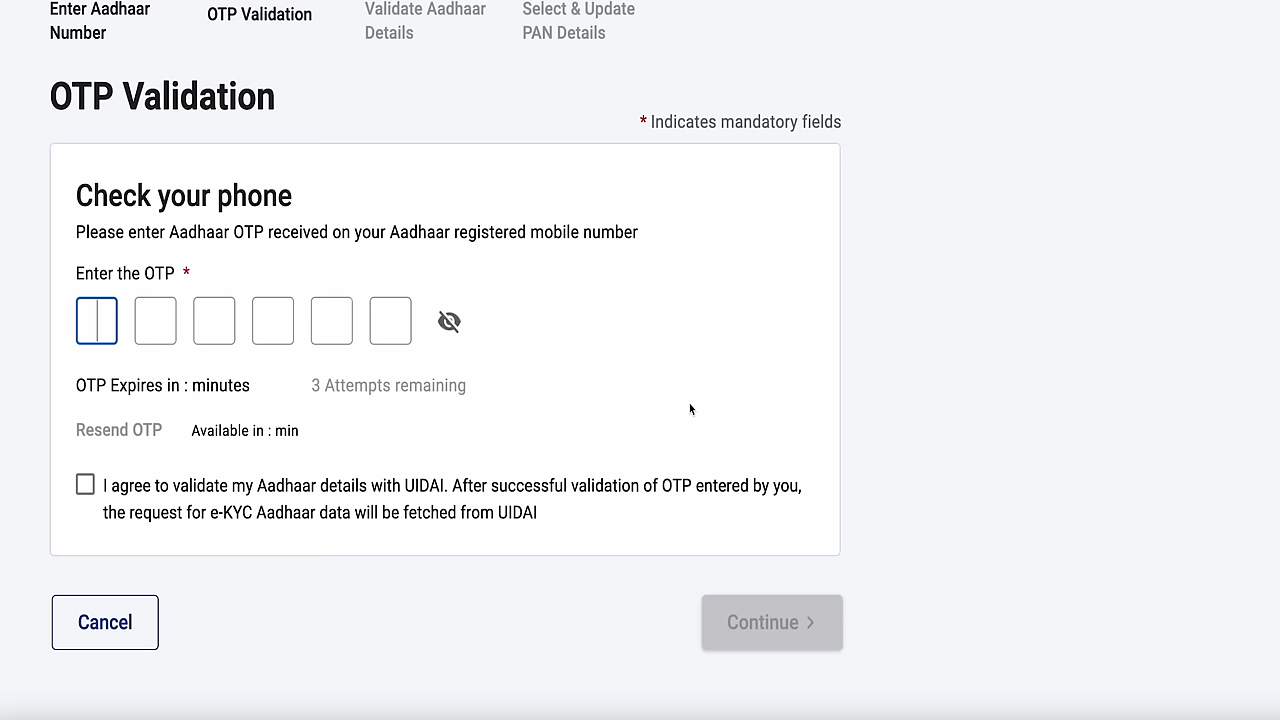 Enter Aadhaar
Number
OTP Validation
Validate Aadhaar
Details
Select & Update
PAN Details
OTP Validation
* Indicates mandatory fields
Check your phone
Please enter Aadhaar OTP received on your Aadhaar registered mobile number
Enter the OTP *
OTP Expires in : minutes 3 Attempts remaining
Resend OTP Available in : min
I agree to validate my Aadhaar details with UIDAI. After successful validation of OTP entered by you,
the request for e-KYC Aadhaar data will be fetched from UIDAI
Cancel Continue >